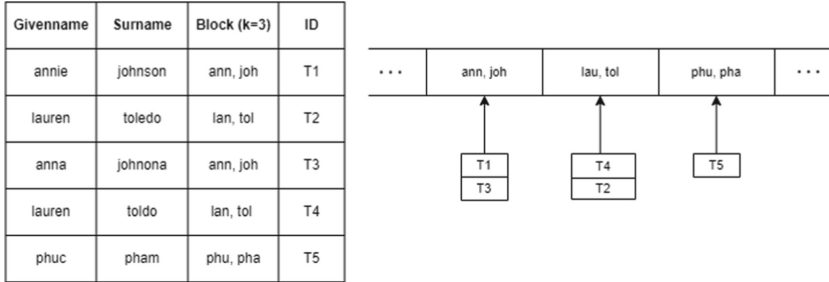 Givenname Surname Block (k=3) ID
annie johnson ann, joh T1
lauren toledo lan, tol T2
anna johnona ann, joh T3
lauren toldo lan, tol T4
phuc pham phu, pha T5
... ann, joh lau, tol phu, pha ...
T1 T4 T5
T3 T2